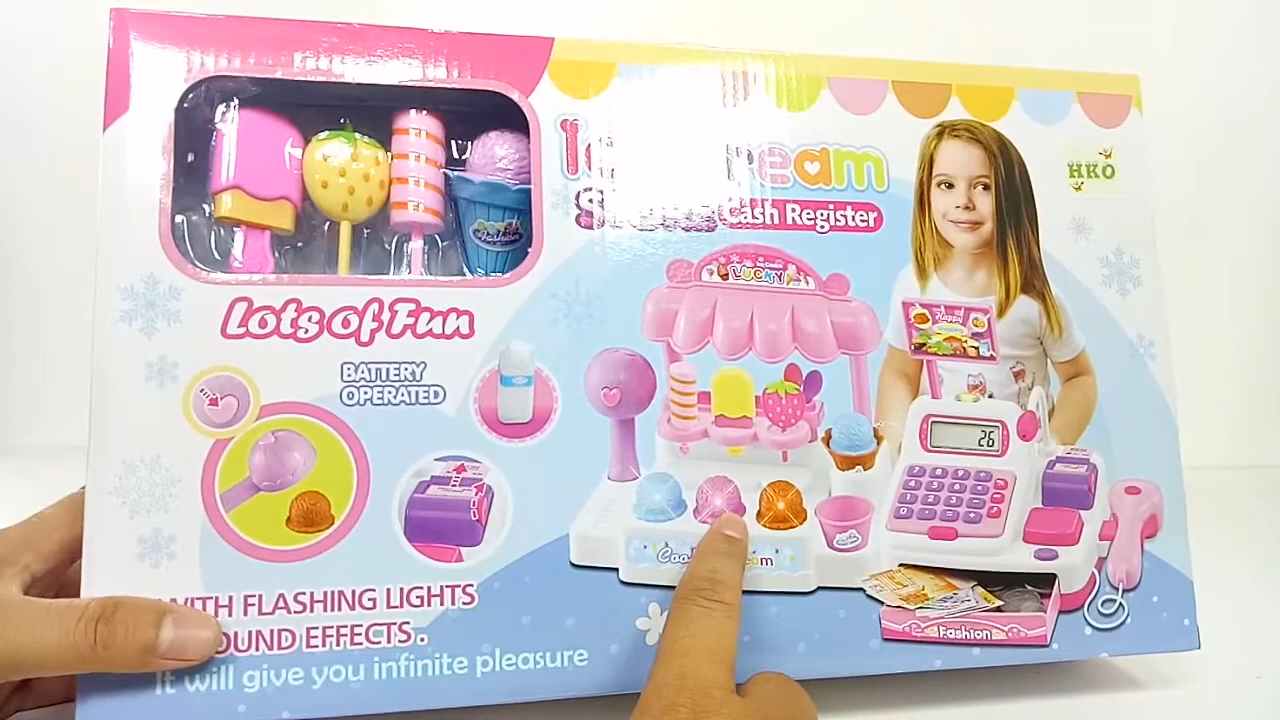 Cash Register
HKO
LUCKY
Fashion
Lots of Fun
BATTERY
OPERATED
Happy
26
WITH FLASHING LIGHTS
OUND EFFECTS .
It will give you infinite pleasure
Fashion